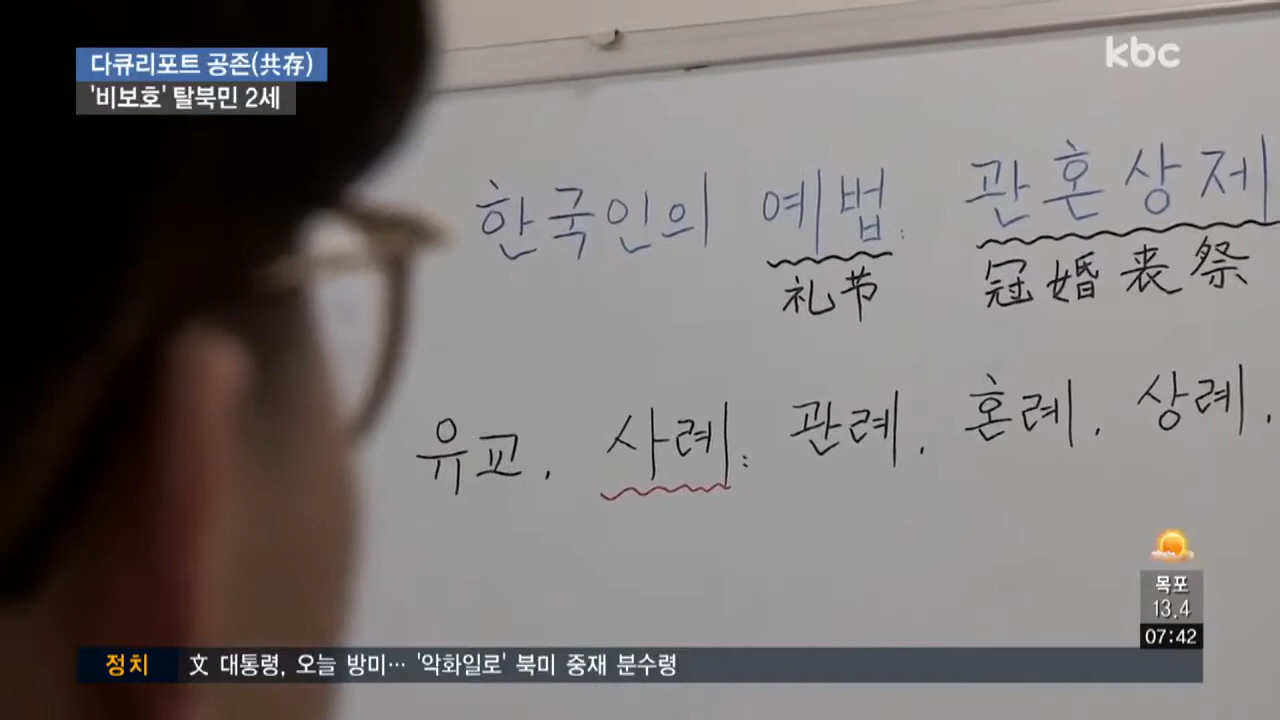 다큐리포트 공존(共存)
'비보호' 탈북민 2세
kbc
한국인의 예법: 관혼상제
礼节 冠婚丧祭
유교, 사례: 관례, 혼례, 상례,
목포
13.4
07:42
정치 文 대통령, 오늘 방미… '악화일로' 북미 중재 분수령